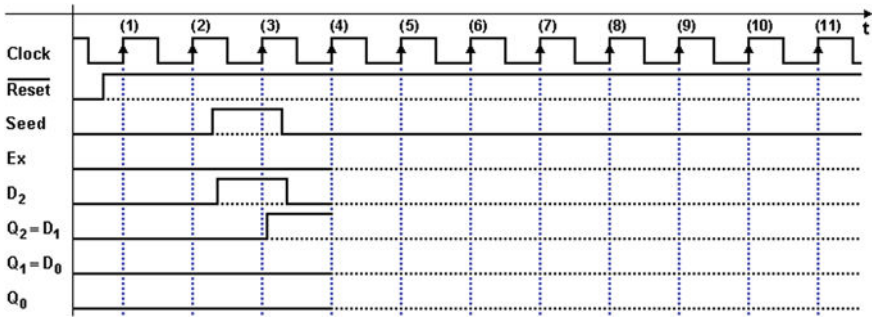 (1) (2) (3) (4) (5) (6) (7) (8) (9) (10) (11)
t
Clock
Reset
Seed
Ex
D₂
Q₂=D₁
Q₁=D₀
Q₀